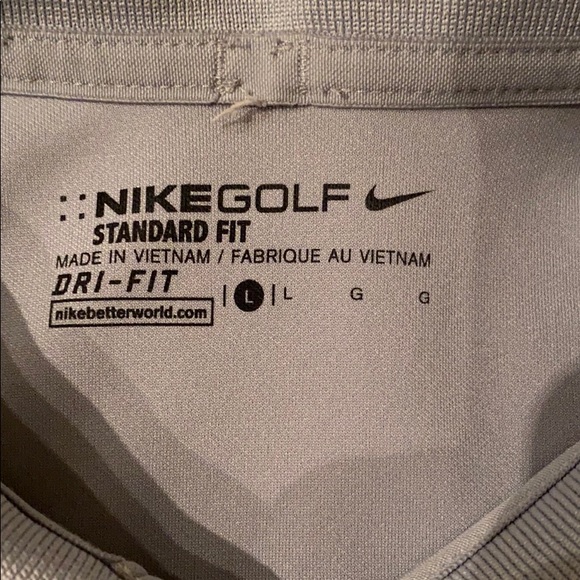 ::NIKEGOLF
STANDARD FIT
MADE IN VIETNAM / FABRIQUE AU VIETNAM
DRI-FIT
| L | L G G
nikebetterworld.com